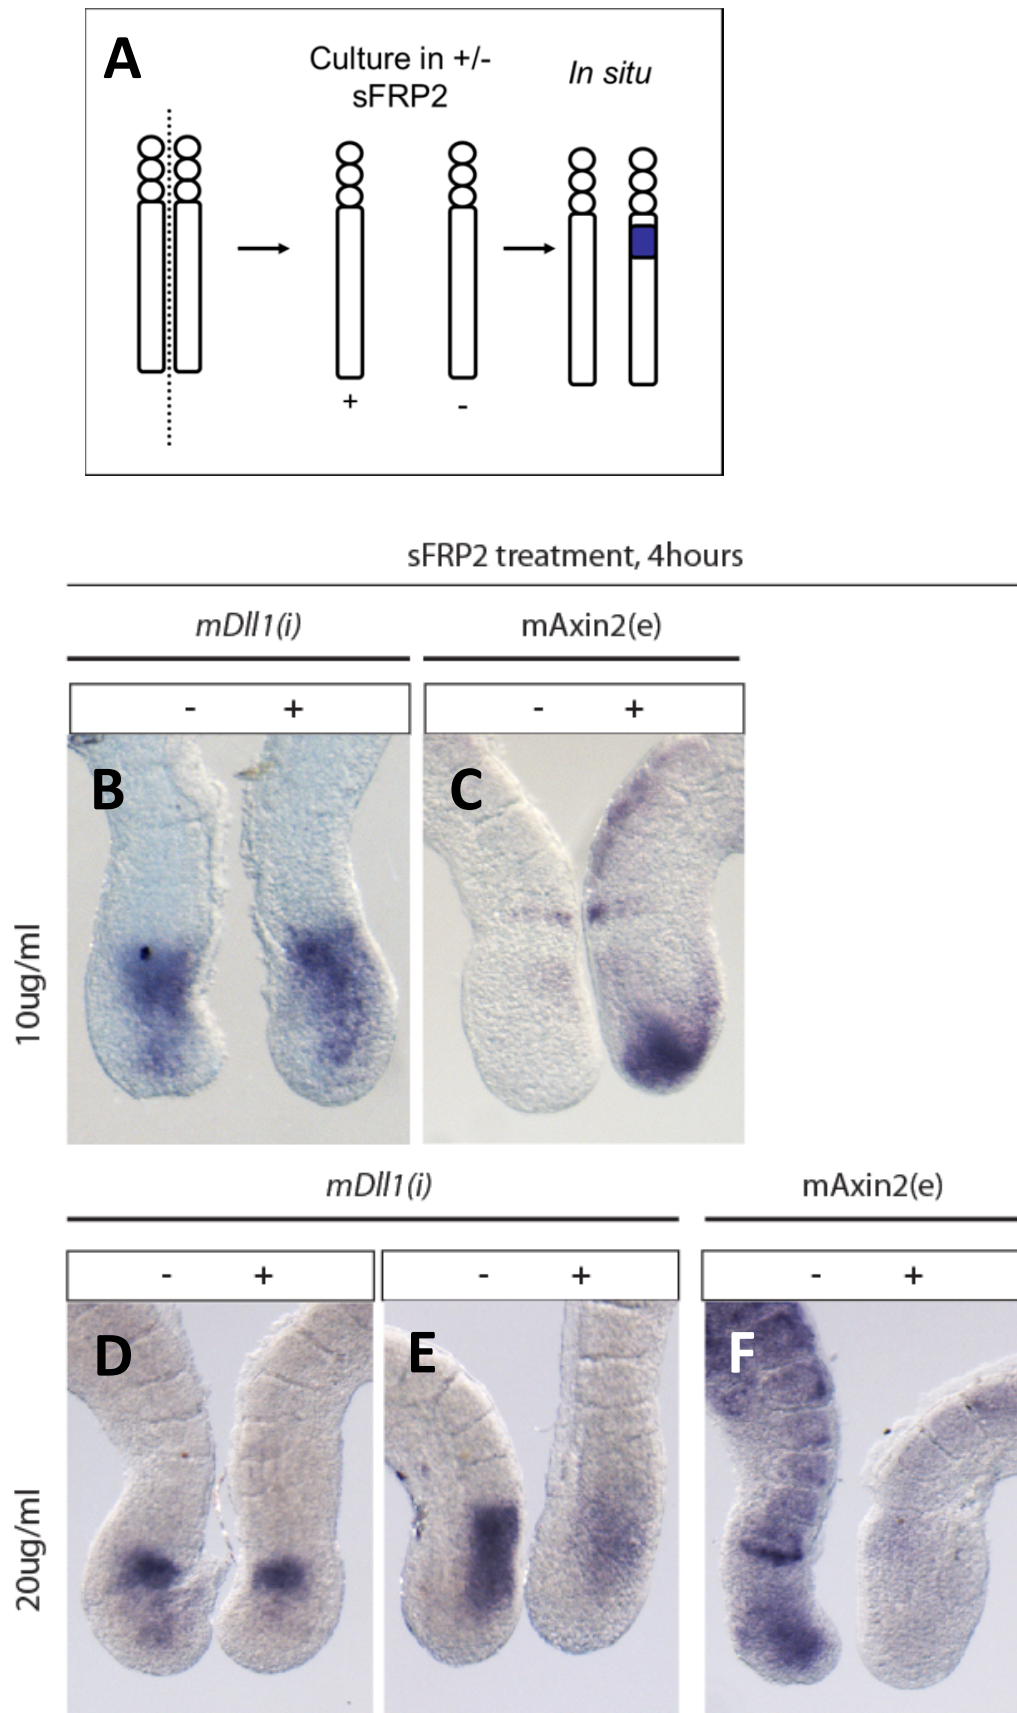 A
Culture in +/-
sFRP2
In situ
+
-
sFRP2 treatment, 4hours
mDll1(i)
mAxin2(e)
- +
- +
B
C
10ug/ml
mDll1(i)
mAxin2(e)
- +
- +
- +
D
E
F
20ug/ml